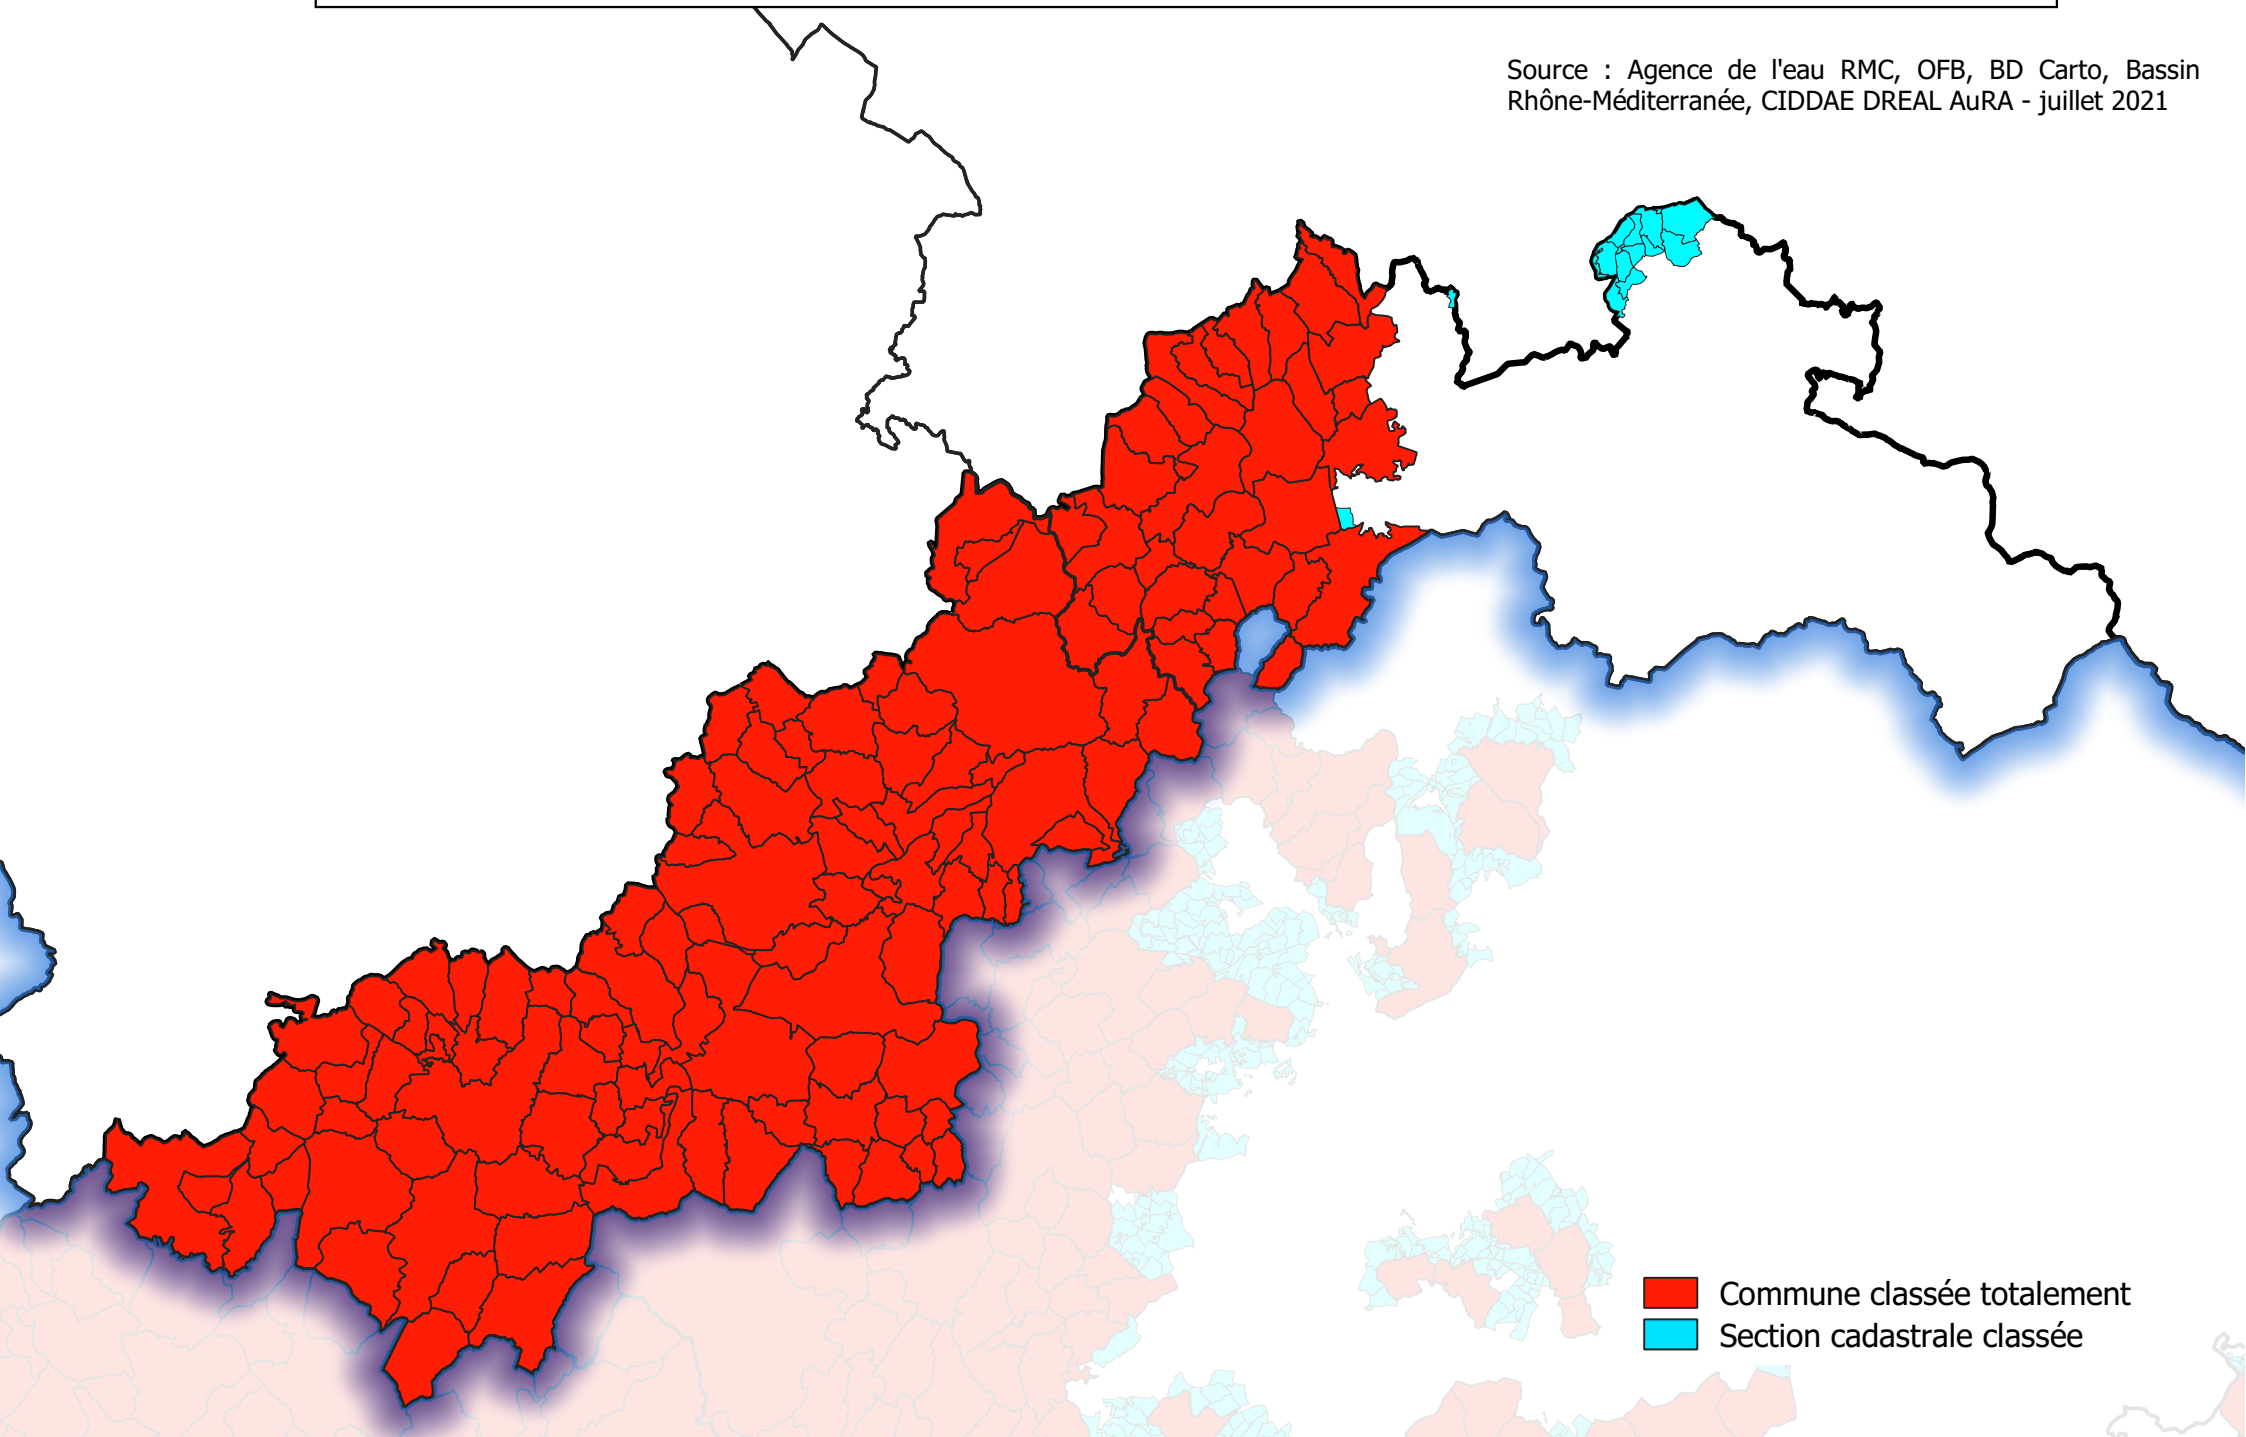 Source : Agence de l'eau RMC, OFB, BD Carto, Bassin
Rhône-Méditerranée, CIDDAE DREAL AuRA - juillet 2021
Commune classée totalement
Section cadastrale classée